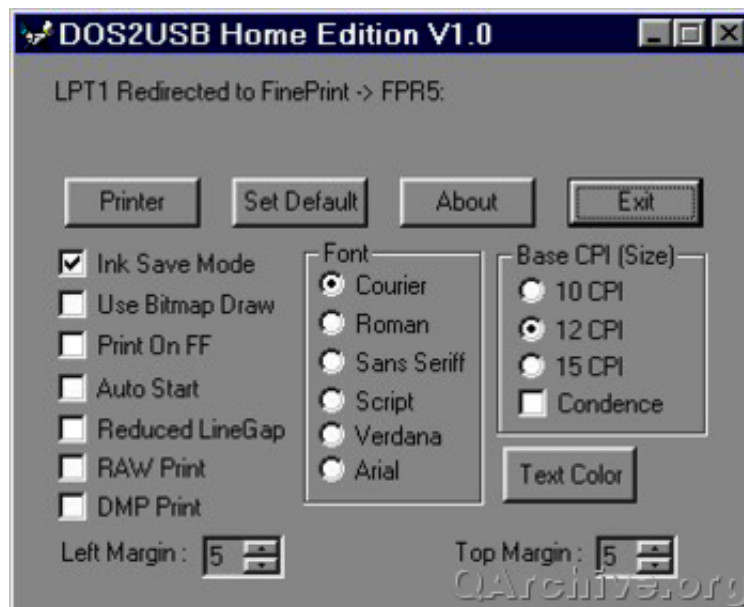 DOS2USB Home Edition V1.0
LPT1 Redirected to FinePrint -> FPR5:
Printer Set Default About Exit
Ink Save Mode
Use Bitmap Draw
Print On FF
Auto Start
Reduced LineGap
RAW Print
DMP Print
Font
Courier
Roman
Sans Seriff
Script
Verdana
Arial
Base CPI (Size)
10 CPI
12 CPI
15 CPI
Condence
Text Color
Left Margin : 5
Top Margin : 5
QArchive.org